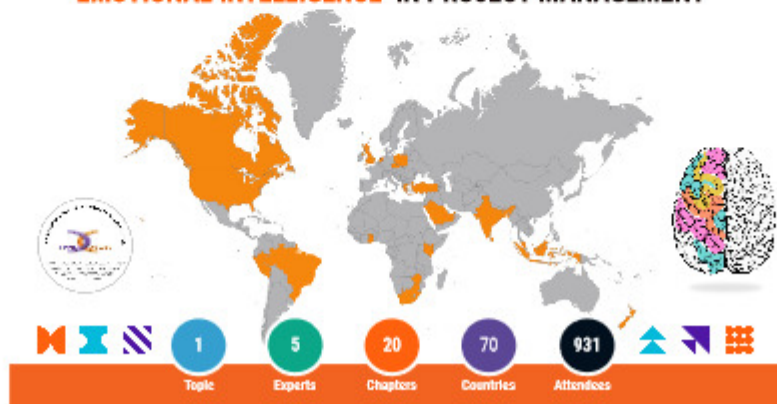 EMOTIONAL INTELLIGENCE IN PROJECT MANAGEMENT
1 5 20 70 931
Topic Experts Chapters Countries Attendees